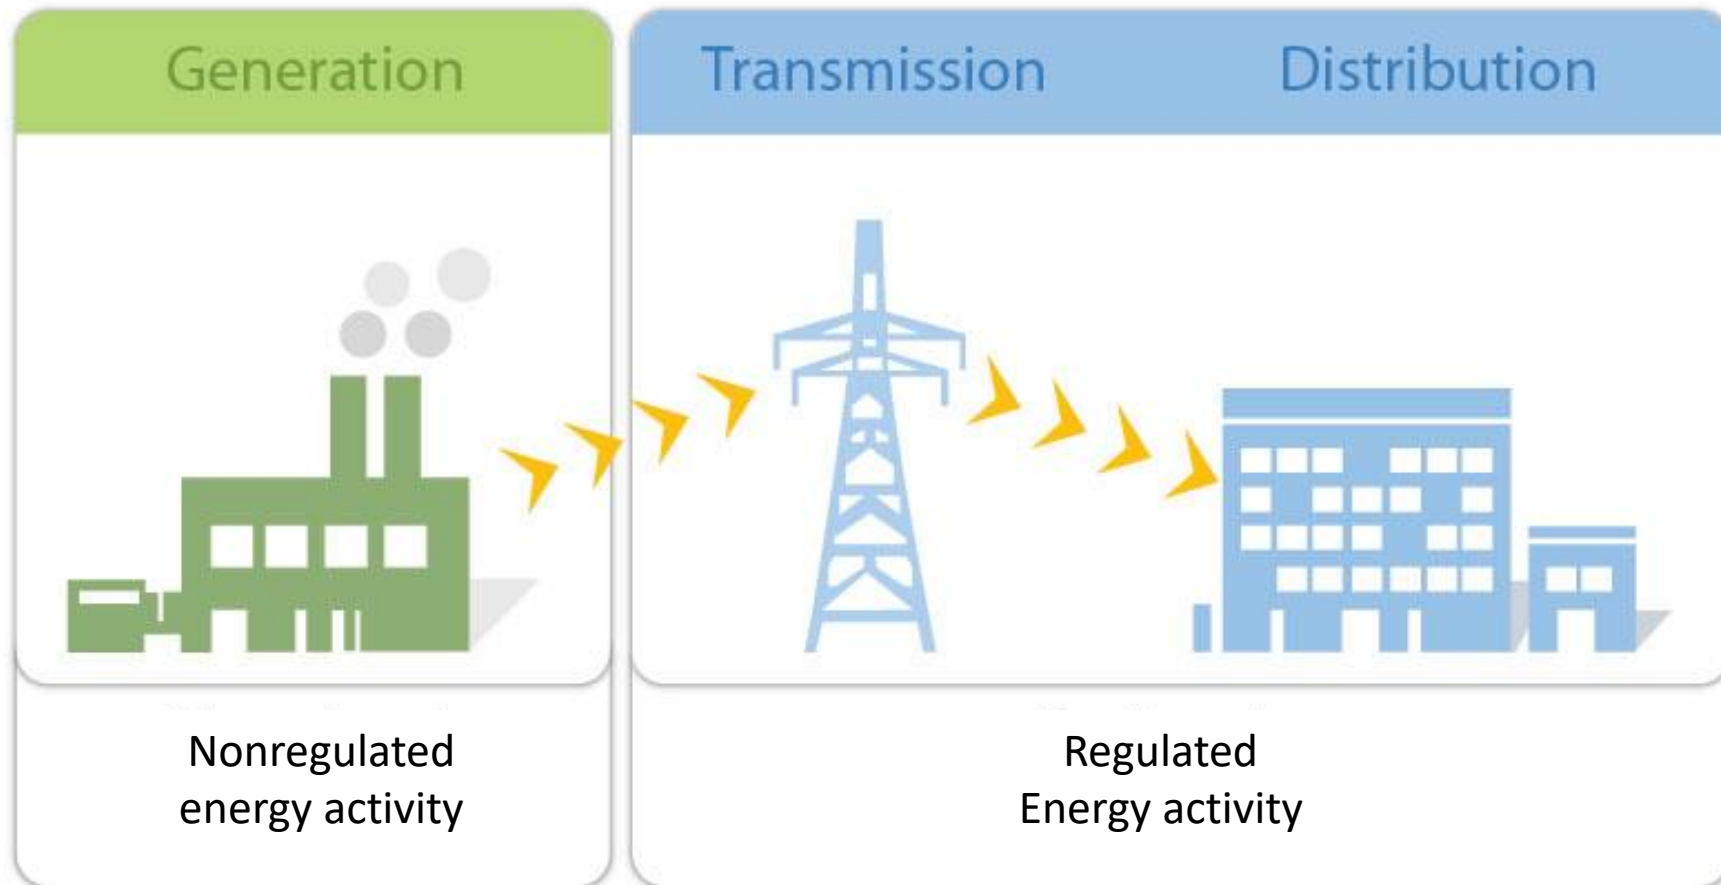 Generation
Transmission
Distribution
Nonregulated
energy activity
Regulated
Energy activity